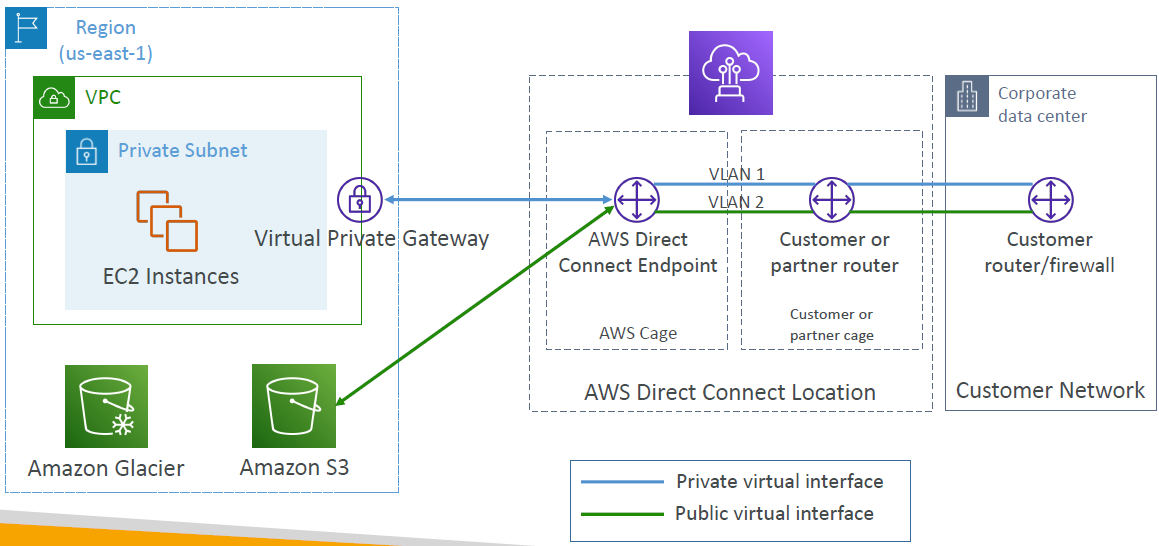 Region
(us-east-1)
VPC
Private Subnet
EC2 Instances
Virtual Private Gateway
Amazon Glacier
Amazon S3
VLAN 1
VLAN 2
AWS Direct
Connect Endpoint
AWS Cage
Customer or
partner router
Customer or
partner cage
AWS Direct Connect Location
Corporate
data center
Customer
router/firewall
Customer Network
Private virtual interface
Public virtual interface